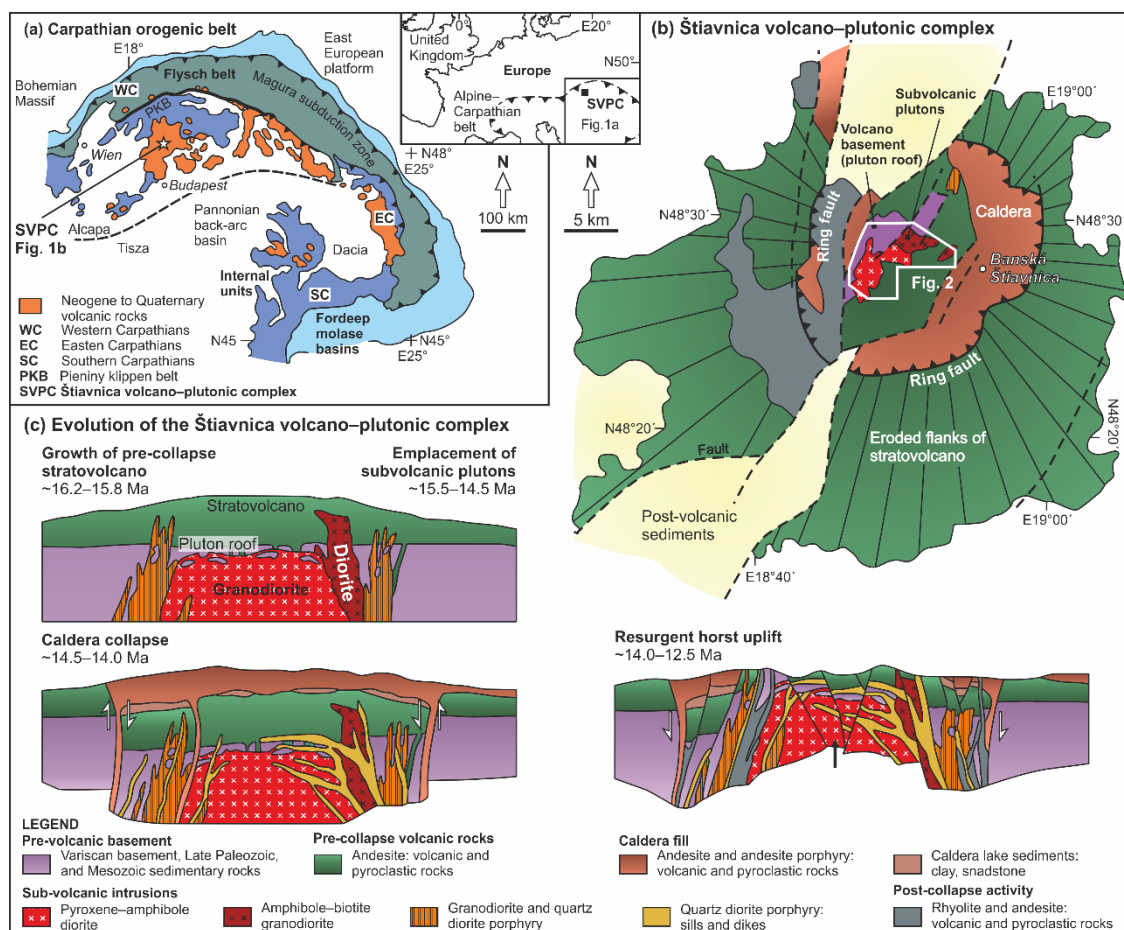 (a) Carpathian orogenic belt
E18°
East
European
platform
Bohemian
Massif
WC
Flysch belt
PKB
Magura subduction zone
Wien
Budapest
N48°
E25°
SVPC
Fig. 1b
Alcapa
Tisza
Pannonian
back-arc
basin
Dacia
EC
Internal
units
SC
Fordeep
molase
basins
N45
N45°
E25°
Neogene to Quaternary
volcanic rocks
WC Western Carpathians
EC Easten Carpathians
SC Southern Carpathians
PKB Pieniny klippen belt
SVPC Štiavnica volcano–plutonic complex
0°
E20°
United
Kingdom
N50°
Europe
Alpine–
Carpathian
belt
SVPC
Fig.1a
N
100 km
N
5 km
(b) Štiavnica volcano–plutonic complex
E19°00´
Subvolcanic
plutons
Volcano
basement
(pluton roof)
N48°30´
Ring fault
Caldera
N48°30´
Banská
Štiavnica
Fig. 2
Ring fault
N48°20´
N48°20´
Fault
Eroded flanks of
stratovolcano
Post-volcanic
sediments
E19°00´
E18°40´
(c) Evolution of the Štiavnica volcano–plutonic complex
Growth of pre-collapse
stratovolcano
~16.2–15.8 Ma
Emplacement of
subvolcanic plutons
~15.5–14.5 Ma
Stratovolcano
Pluton roof
Granodiorite
Diorite
Caldera collapse
~14.5–14.0 Ma
Resurgent horst uplift
~14.0–12.5 Ma
LEGEND
Pre-volcanic basement
Variscan basement, Late Paleozoic,
and Mesozoic sedimentary rocks
Pre-collapse volcanic rocks
Andesite: volcanic and
pyroclastic rocks
Caldera fill
Andesite and andesite porphyry:
volcanic and pyroclastic rocks
Caldera lake sediments:
clay, snadstone
Sub-volcanic intrusions
Pyroxene–amphibole
diorite
Amphibole–biotite
granodiorite
Granodiorite and quartz
diorite porphyry
Quartz diorite porphyry:
sills and dikes
Post-collapse activity
Rhyolite and andesite:
volcanic and pyroclastic rocks